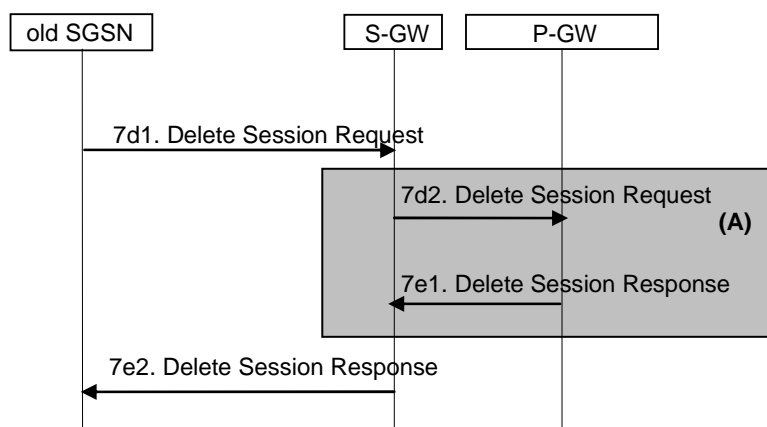 old SGSN
S-GW
P-GW
7d1. Delete Session Request
7d2. Delete Session Request
(A)
7e1. Delete Session Response
7e2. Delete Session Response